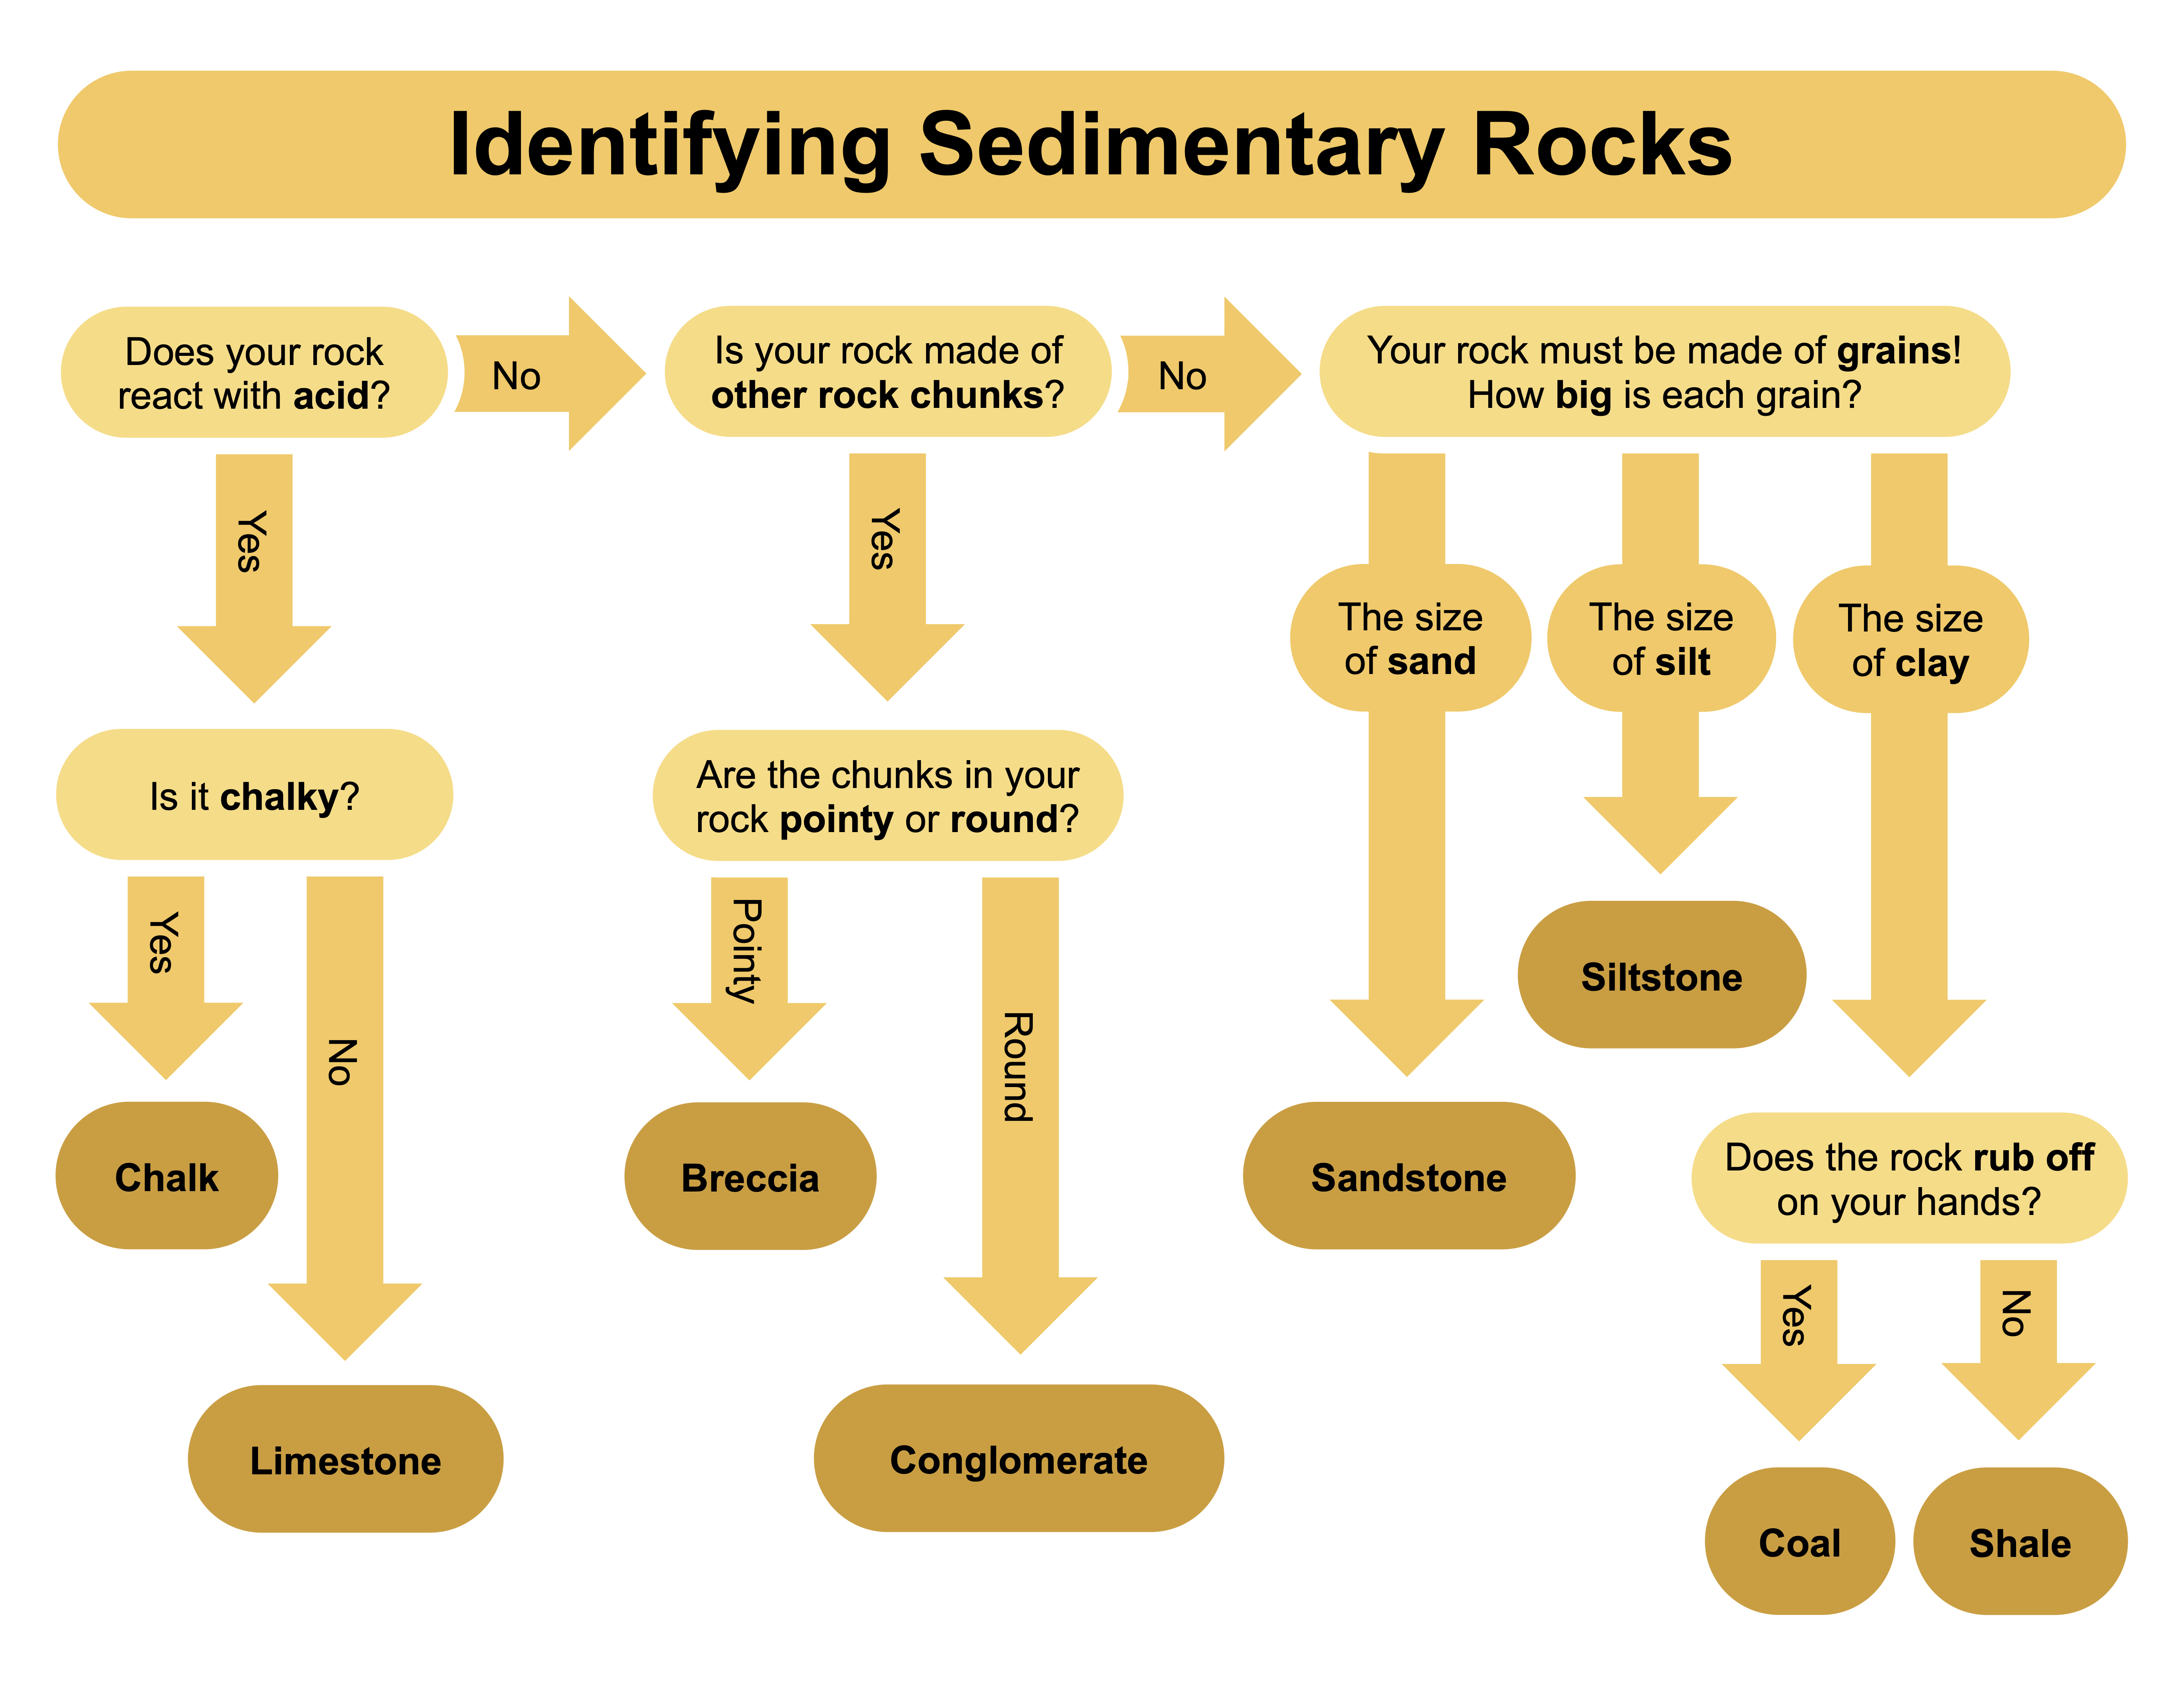 Identifying Sedimentary Rocks
Does your rock
react with acid?
No
Is your rock made of
other rock chunks?
No
Your rock must be made of grains!
How big is each grain?
Yes
Yes
The size
of sand
The size
of silt
The size
of clay
Is it chalky?
Are the chunks in your
rock pointy or round?
Yes
No
Pointy
Round
Siltstone
Chalk
Breccia
Sandstone
Does the rock rub off
on your hands?
Yes
No
Limestone
Conglomerate
Coal
Shale